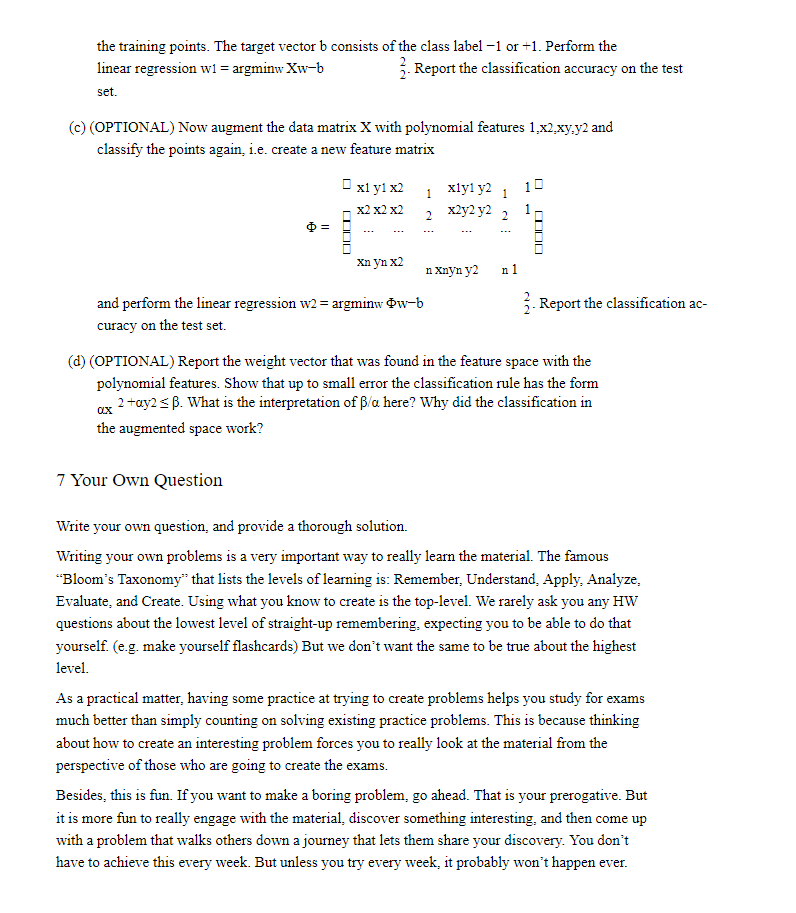 the training points. The target vector b consists of the class label −1 or +1. Perform the
linear regression w1 = argminw Xw−b 2 2. Report the classification accuracy on the test
set.
(c) (OPTIONAL) Now augment the data matrix X with polynomial features 1,x2,xy,y2 and
classify the points again, i.e. create a new feature matrix
Φ =
x1 y1 x2 1 x1y1 y2 1 1
x2 x2 x2 2 x2y2 y2 2 1
... ... ... ... ...
xn yn x2 n xnyn y2 n 1
and perform the linear regression w2 = argminw Φw−b 2 2. Report the classification ac-
curacy on the test set.
(d) (OPTIONAL) Report the weight vector that was found in the feature space with the
polynomial features. Show that up to small error the classification rule has the form
αx 2 +αy2 ≤ β. What is the interpretation of β/α here? Why did the classification in
the augmented space work?
7 Your Own Question
Write your own question, and provide a thorough solution.
Writing your own problems is a very important way to really learn the material. The famous
“Bloom’s Taxonomy” that lists the levels of learning is: Remember, Understand, Apply, Analyze,
Evaluate, and Create. Using what you know to create is the top-level. We rarely ask you any HW
questions about the lowest level of straight-up remembering, expecting you to be able to do that
yourself. (e.g. make yourself flashcards) But we don’t want the same to be true about the highest
level.
As a practical matter, having some practice at trying to create problems helps you study for exams
much better than simply counting on solving existing practice problems. This is because thinking
about how to create an interesting problem forces you to really look at the material from the
perspective of those who are going to create the exams.
Besides, this is fun. If you want to make a boring problem, go ahead. That is your prerogative. But
it is more fun to really engage with the material, discover something interesting, and then come up
with a problem that walks others down a journey that lets them share your discovery. You don’t
have to achieve this every week. But unless you try every week, it probably won’t happen ever.